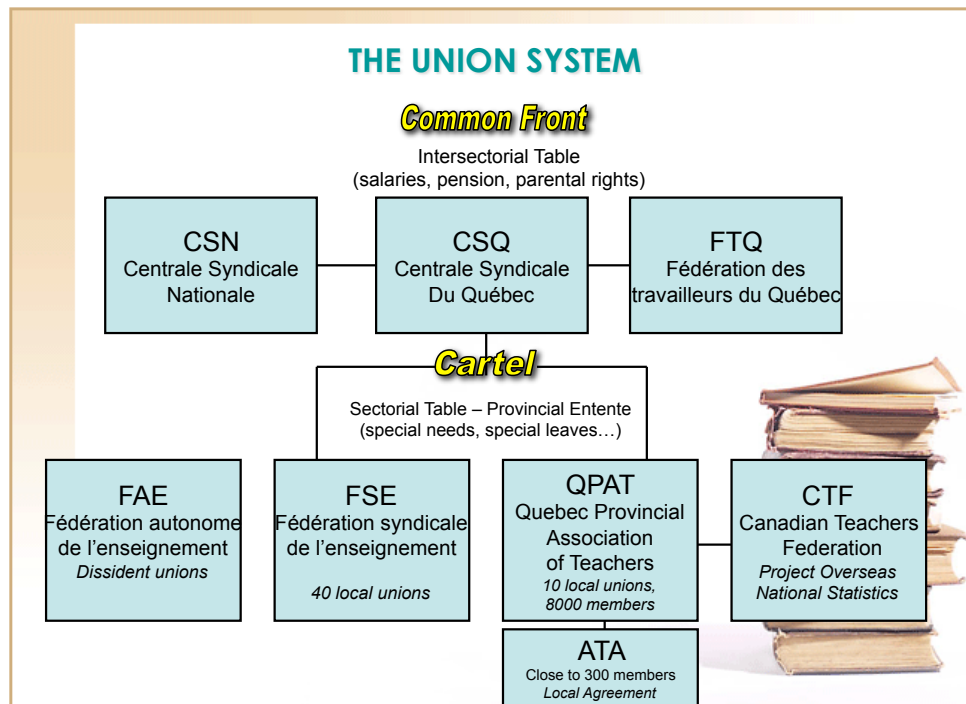 THE UNION SYSTEM
Common Front
Intersectorial Table
(salaries, pension, parental rights)
CSN
Centrale Syndicale
Nationale
CSQ
Centrale Syndicale
Du Québec
FTQ
Fédération des
travailleurs du Québec
Cartel
Sectorial Table – Provincial Entente
(special needs, special leaves…)
FAE
Fédération autonome
de l’enseignement
Dissident unions
FSE
Fédération syndicale
de l’enseignement
40 local unions
QPAT
Quebec Provincial
Association
of Teachers
10 local unions,
8000 members
CTF
Canadian Teachers
Federation
Project Overseas
National Statistics
ATA
Close to 300 members
Local Agreement